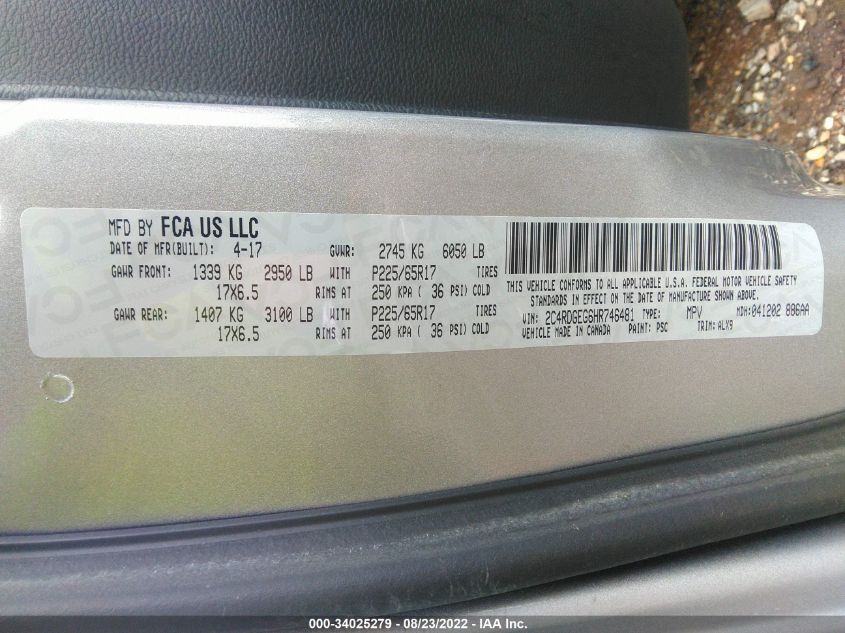 MFD BY FCA US LLC
DATE OF MFR(BUILT): 4-17 GVWR: 2745 KG 6050 LB
GAWR FRONT: 1339 KG 2950 LB WITH P225/65R17 TIRES
17X6.5 RIMS AT 250 KPA ( 36 PSI) COLD
GAWR REAR: 1407 KG 3100 LB WITH P225/65R17 TIRES
17X6.5 RIMS AT 250 KPA ( 36 PSI) COLD
THIS VEHICLE CONFORMS TO ALL APPLICABLE U.S.A. FEDERAL MOTOR VEHICLE SAFETY
STANDARDS IN EFFECT ON THE DATE OF MANUFACTURE SHOWN ABOVE.
VIN: 2C4RDGEG6HR746481 TYPE: MPV MDH:041202 886AA
VEHICLE MADE IN CANADA PAINT: PSC TRIM: ALX9
000-34025279 - 08/23/2022 - IAA Inc.